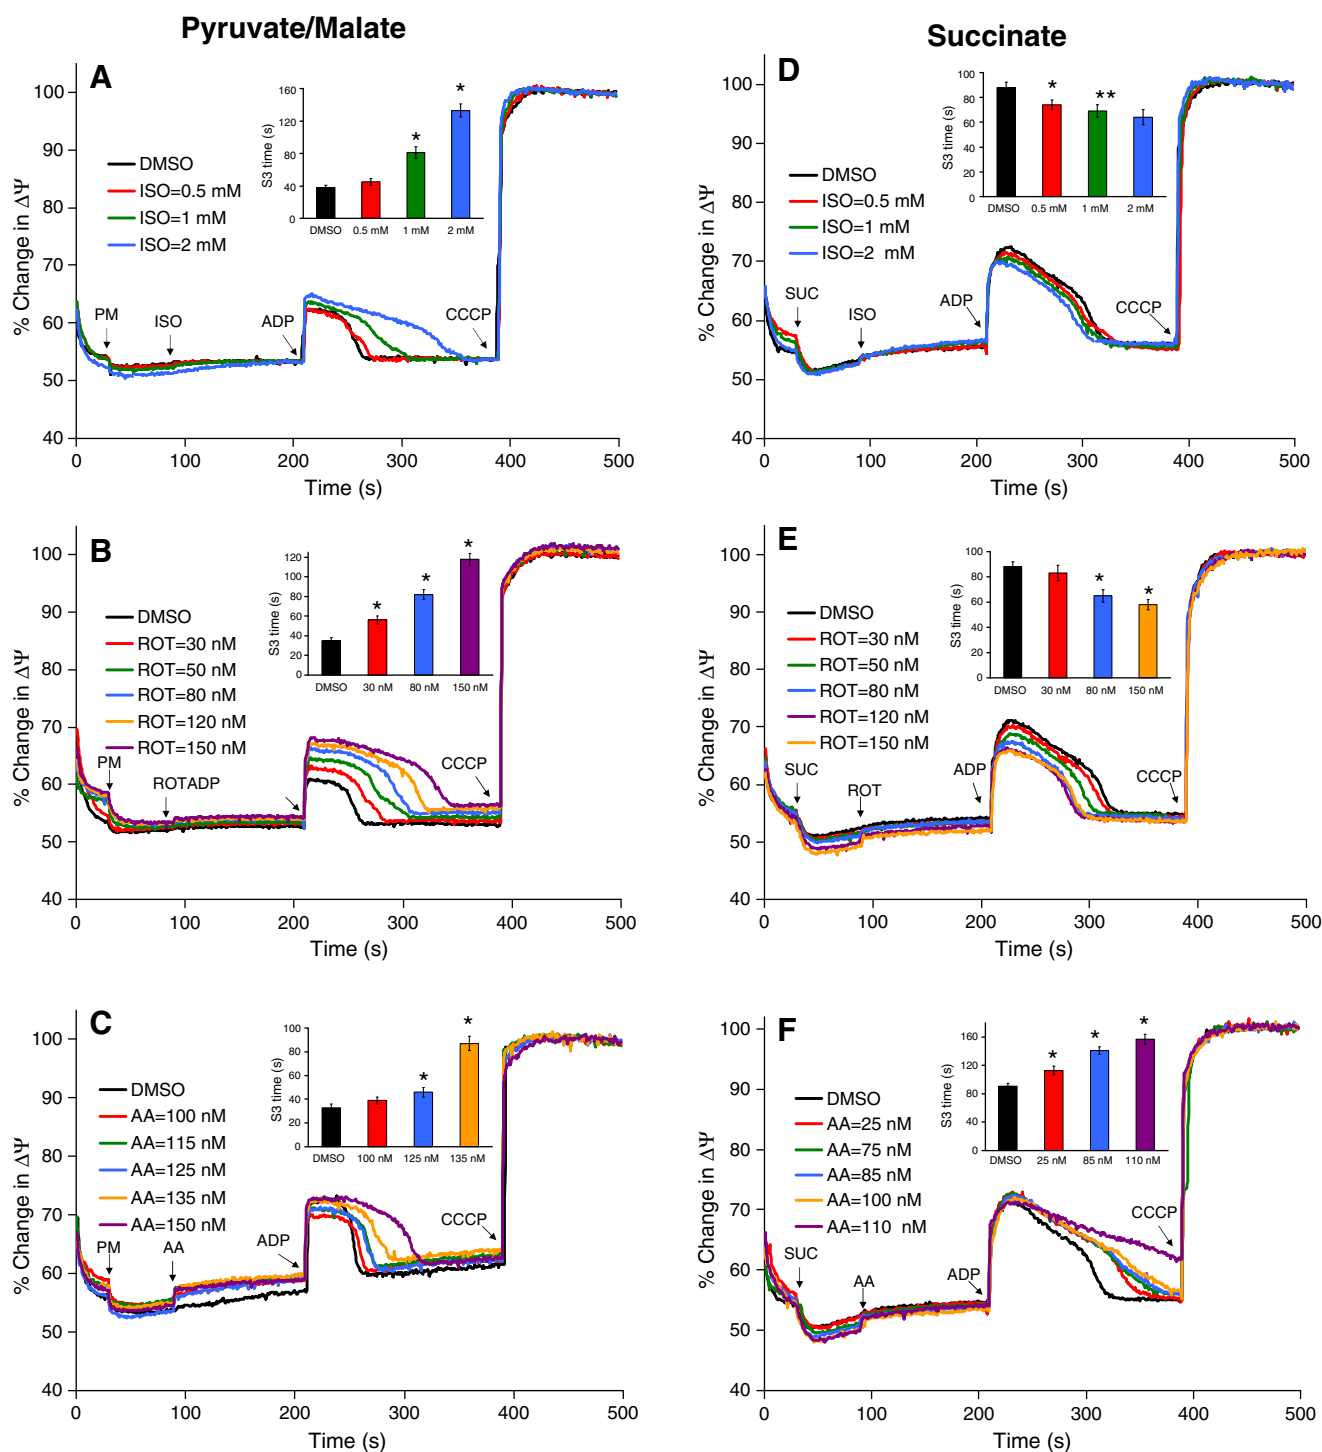 Pyruvate/Malate
Succinate
A
% Change in ΔΨ
100
90
80
70
60
50
40
0 100 200 300 400 500
Time (s)
DMSO
ISO=0.5 mM
ISO=1 mM
ISO=2 mM
PM
ISO
ADP
CCCP
S3 time (s)
160
120
80
40
0
* *
DMSO 0.5 mM 1 mM 2 mM
D
% Change in ΔΨ
100
90
80
70
60
50
40
0 100 200 300 400 500
Time (s)
DMSO
ISO=0.5 mM
ISO=1 mM
ISO=2 mM
SUC
ISO
ADP
CCCP
S3 time (s)
100
80
60
40
20
0
* **
DMSO 0.5 mM 1 mM 2 mM
B
% Change in ΔΨ
100
90
80
70
60
50
40
0 100 200 300 400 500
Time (s)
DMSO
ROT=30 nM
ROT=50 nM
ROT=80 nM
ROT=120 nM
ROT=150 nM
PM
ROTADP
CCCP
S3 time (s)
120
100
80
60
40
20
0
* * *
DMSO 30 nM 80 nM 150 nM
E
% Change in ΔΨ
100
90
80
70
60
50
40
0 100 200 300 400 500
Time (s)
DMSO
ROT=30 nM
ROT=50 nM
ROT=80 nM
ROT=120 nM
ROT=150 nM
SUC
ROT
ADP
CCCP
S3 time (s)
100
80
60
40
20
0
* *
DMSO 30 nM 80 nM 150 nM
C
% Change in ΔΨ
100
90
80
70
60
50
40
0 100 200 300 400 500
Time (s)
DMSO
AA=100 nM
AA=115 nM
AA=125 nM
AA=135 nM
AA=150 nM
PM
AA
ADP
CCCP
S3 time (s)
100
80
60
40
20
0
* *
DMSO 100 nM 125 nM 135 nM
F
% Change in ΔΨ
100
90
80
70
60
50
40
0 100 200 300 400 500
Time (s)
DMSO
AA=25 nM
AA=75 nM
AA=85 nM
AA=100 nM
AA=110 nM
SUC
AA
ADP
CCCP
S3 time (s)
160
120
80
40
0
* * *
DMSO 25 nM 85 nM 110 nM